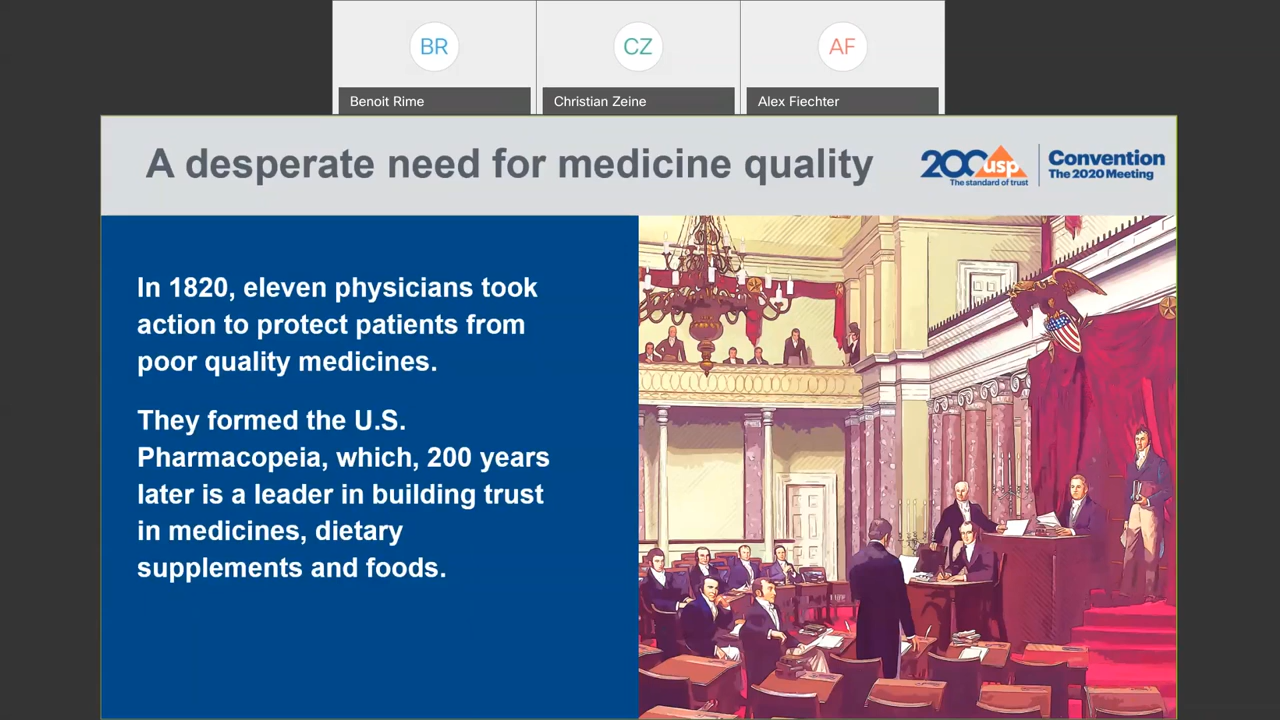 BR
CZ
AF
Benoit Rime
Christian Zeine
Alex Fiechter
A desperate need for medicine quality
200 usp
The standard of trust
Convention
The 2020 Meeting
In 1820, eleven physicians took
action to protect patients from
poor quality medicines.
They formed the U.S.
Pharmacopeia, which, 200 years
later is a leader in building trust
in medicines, dietary
supplements and foods.